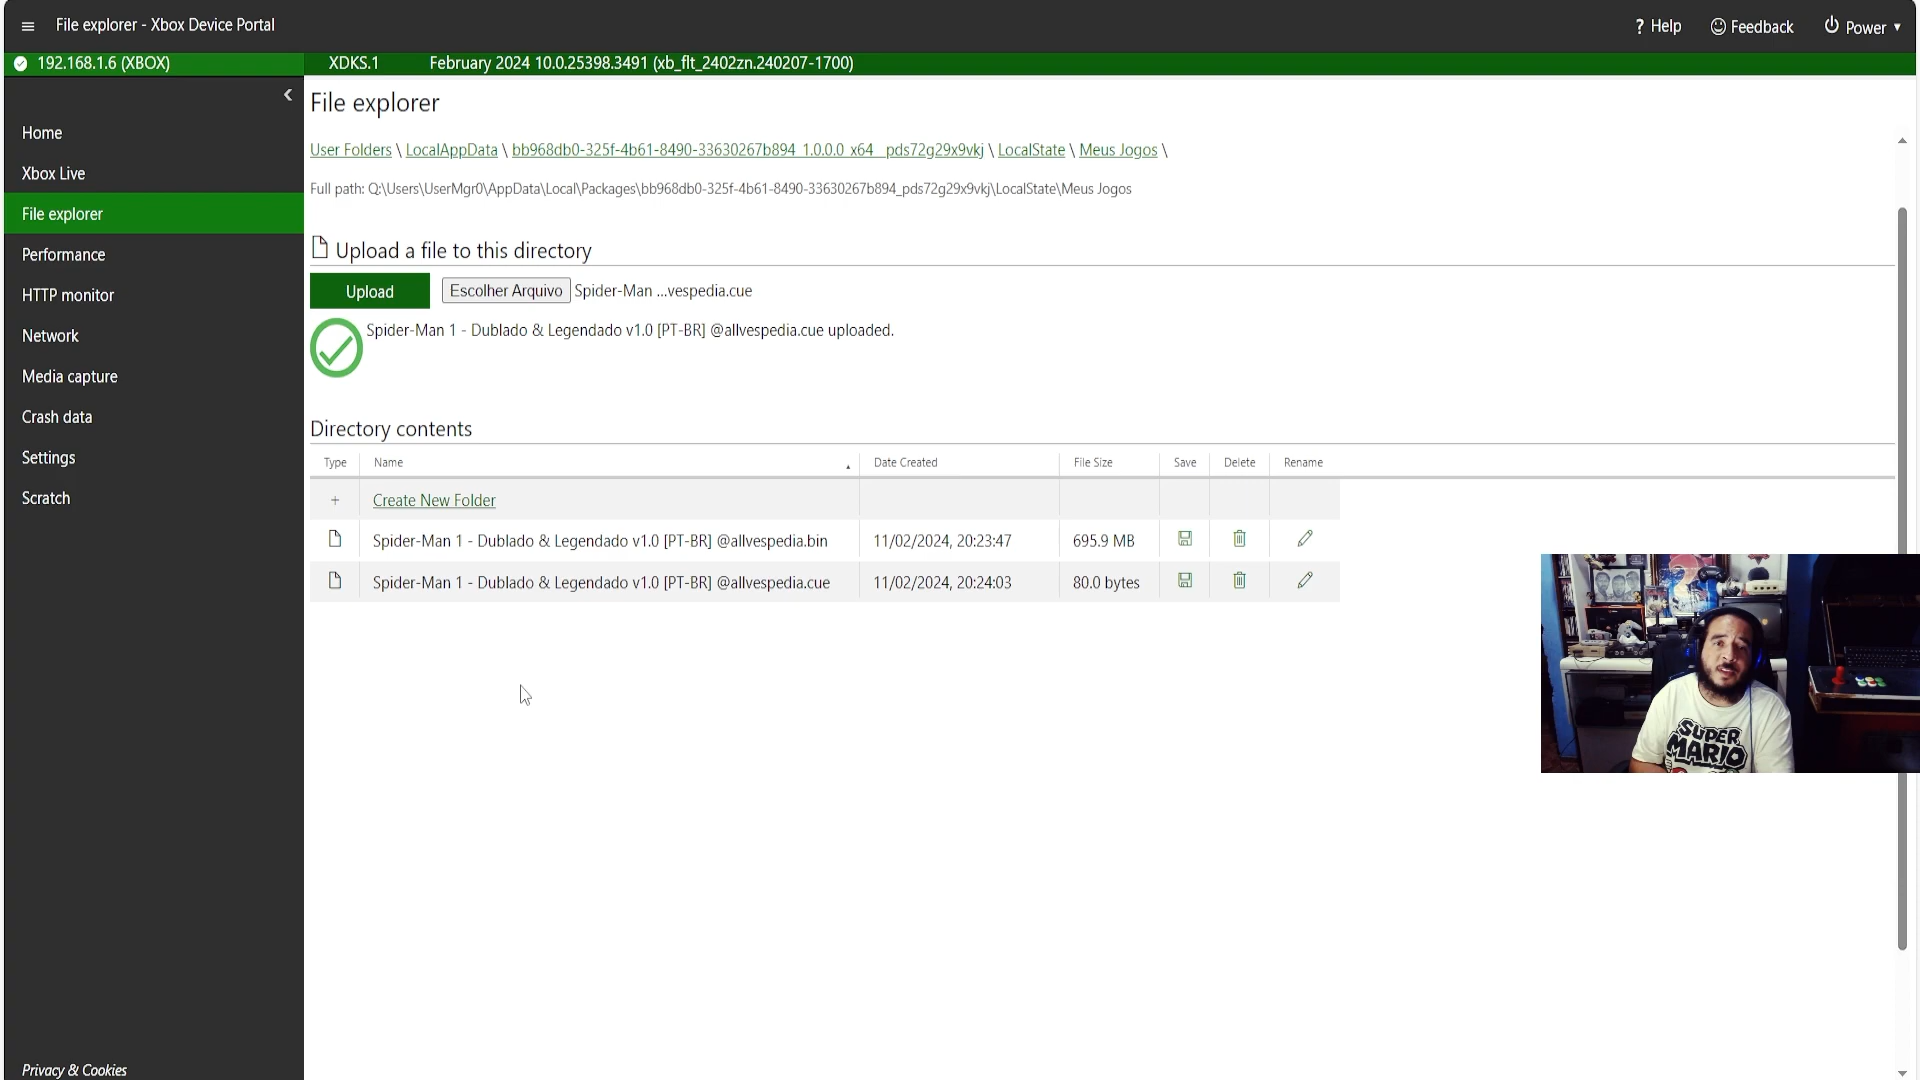 File explorer - Xbox Device Portal
? Help
Feedback
Power
192.168.1.6 (XBOX)
XDKS.1
February 2024 10.0.25398.3491 (xb_flt_2402zn.240207-1700)
Home
Xbox Live
File explorer
Performance
HTTP monitor
Network
Media capture
Crash data
Settings
Scratch
Privacy & Cookies
File explorer
User Folders \ LocalAppData \ bb968db0-325f-4b61-8490-33630267b894_1.0.0.0_x64__pds72g29x9vkj \ LocalState \ Meus Jogos \
Full path: Q:\Users\UserMgr0\AppData\Local\Packages\bb968db0-325f-4b61-8490-33630267b894_pds72g29x9vkj\LocalState\Meus Jogos
Upload a file to this directory
Upload
Escolher Arquivo Spider-Man ...vespedia.cue
Spider-Man 1 - Dublado & Legendado v1.0 [PT-BR] @allvespedia.cue uploaded.
Directory contents
Type Name Date Created File Size Save Delete Rename
+ Create New Folder
Spider-Man 1 - Dublado & Legendado v1.0 [PT-BR] @allvespedia.bin 11/02/2024, 20:23:47 695.9 MB
Spider-Man 1 - Dublado & Legendado v1.0 [PT-BR] @allvespedia.cue 11/02/2024, 20:24:03 80.0 bytes
SUPER
MARIO